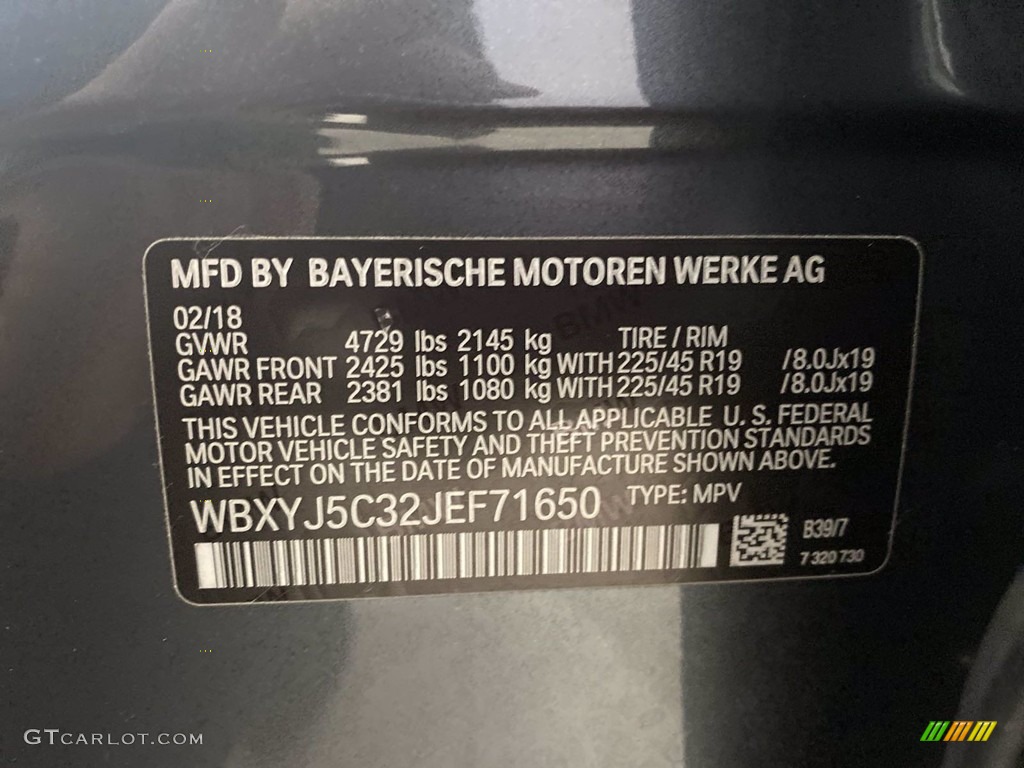 MFD BY BAYERISCHE MOTOREN WERKE AG
02/18
GVWR 4729 lbs 2145 kg TIRE / RIM
GAWR FRONT 2425 lbs 1100 kg WITH 225/45 R19 /8.0Jx19
GAWR REAR 2381 lbs 1080 kg WITH 225/45 R19 /8.0Jx19
THIS VEHICLE CONFORMS TO ALL APPLICABLE U. S. FEDERAL
MOTOR VEHICLE SAFETY AND THEFT PREVENTION STANDARDS
IN EFFECT ON THE DATE OF MANUFACTURE SHOWN ABOVE.
WBXYJ5C32JEF71650 TYPE: MPV
B39/7
7 320 730
GTCARLOT.COM